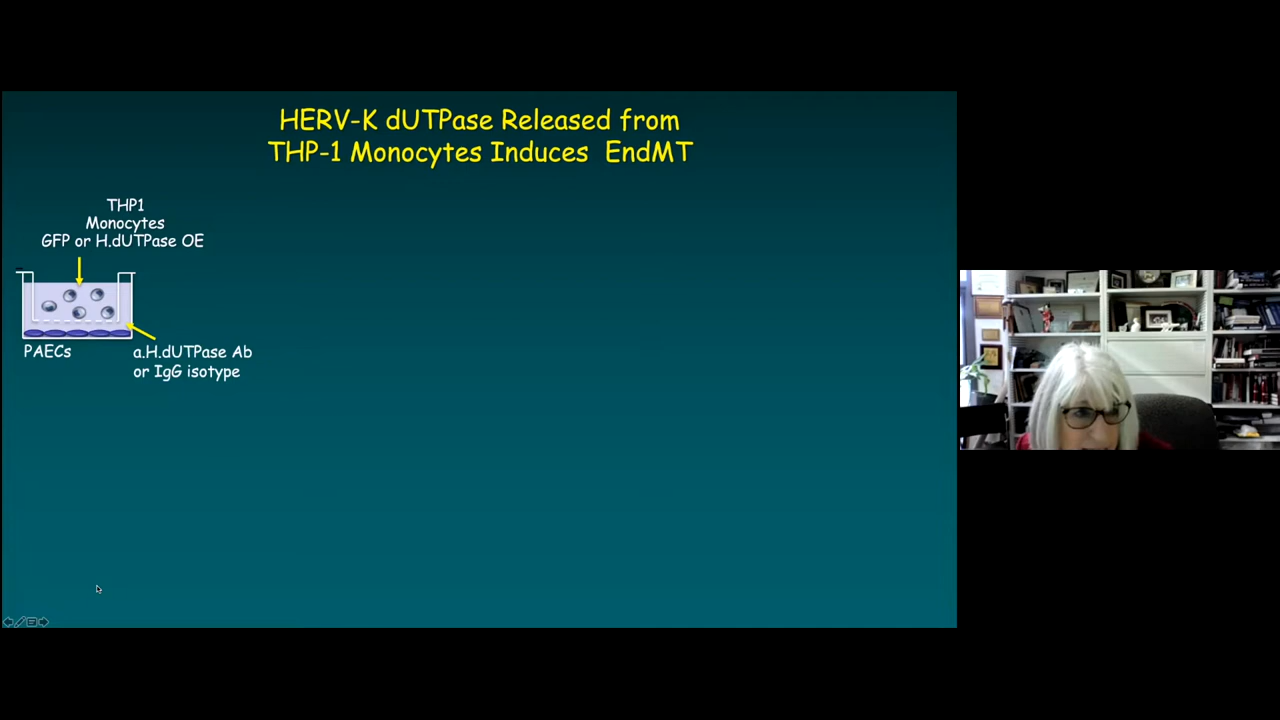 HERV-K dUTPase Released from
THP-1 Monocytes Induces EndMT
THP1
Monocytes
GFP or H.dUTPase OE
PAECs
a.H.dUTPase Ab
or IgG isotype